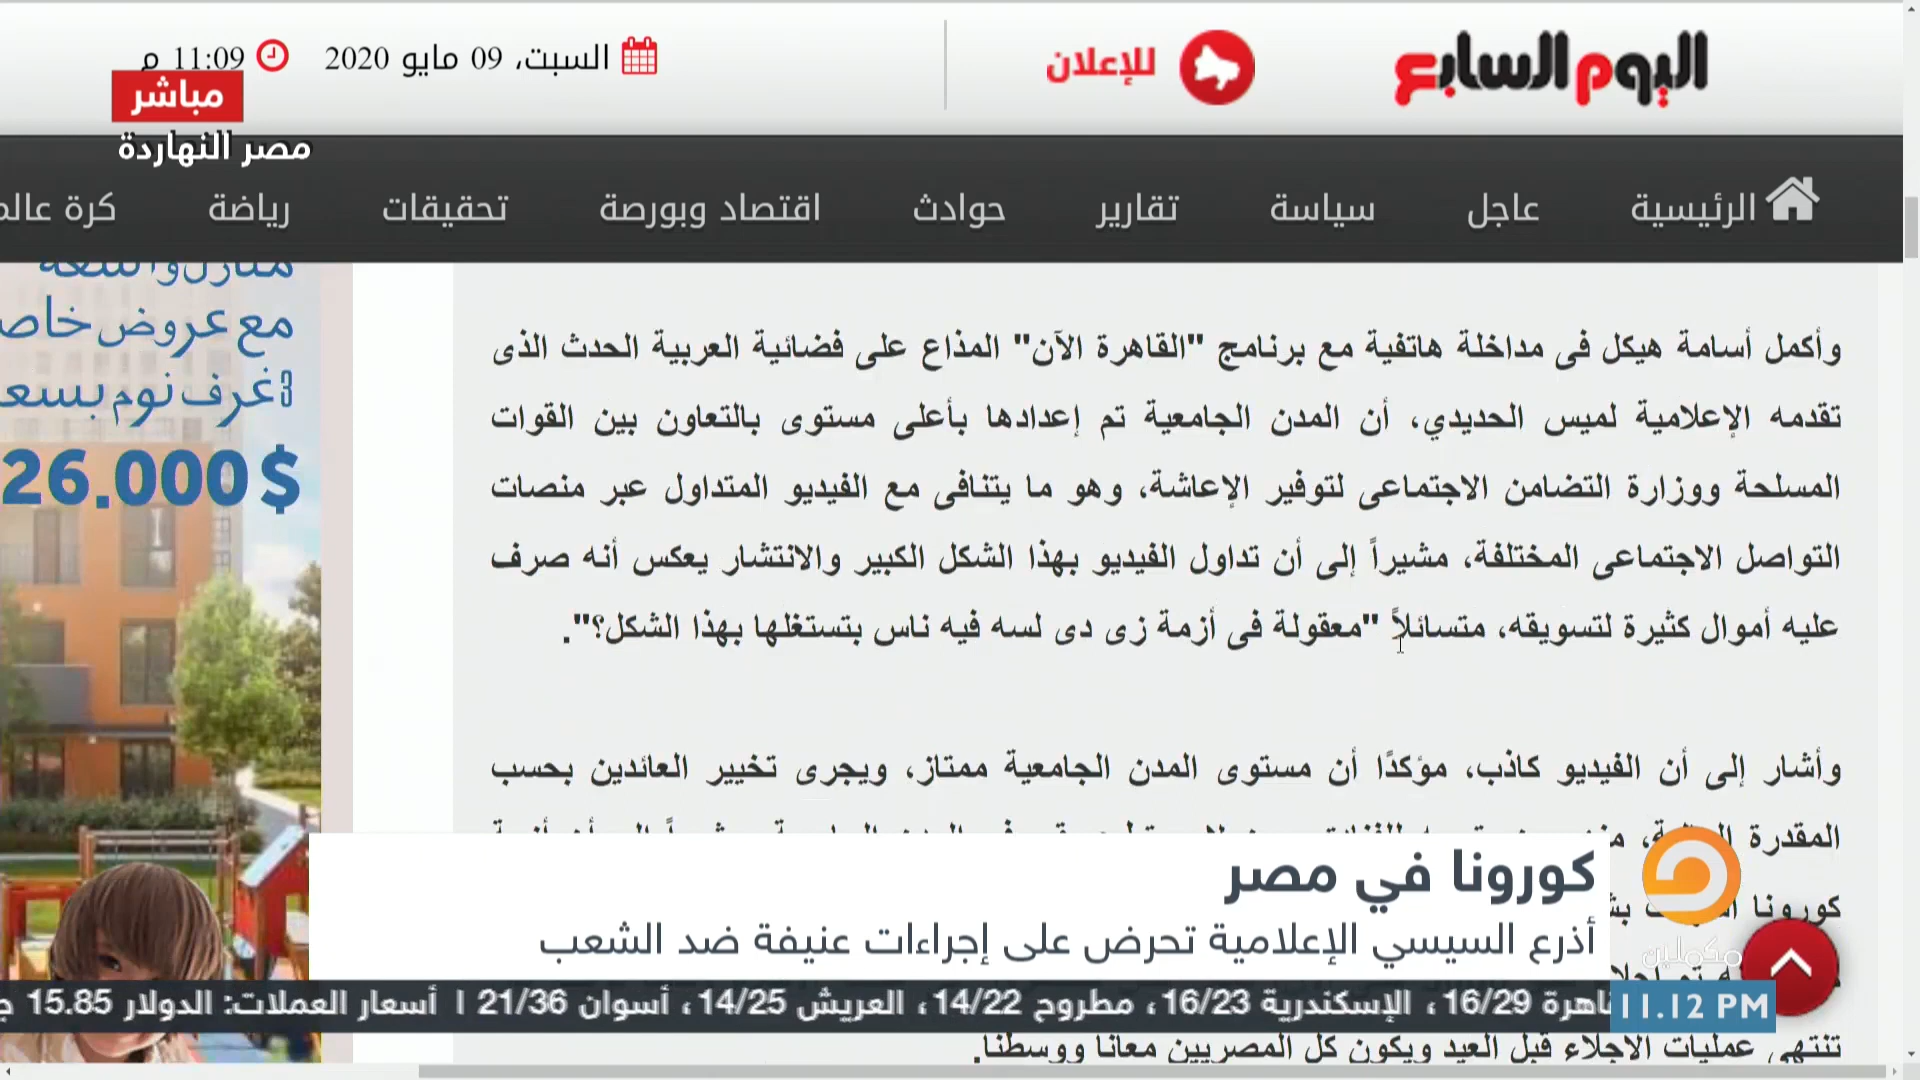 اليوم السابع
للإعلان
السبت، 09 مايو 2020
11:09 م
مباشر
مصر النهاردة
الرئيسية عاجل سياسة تقارير حوادث اقتصاد وبورصة تحقيقات رياضة كرة
مع عروض
3 غرف نوم
26.000$
وأكمل أسامة هيكل فى مداخلة هاتفية مع برنامج "القاهرة الآن" المذاع على فضائية العربية الحدث الذى
تقدمه الإعلامية لميس الحديدي، أن المدن الجامعية تم إعدادها بأعلى مستوى بالتعاون بين القوات
المسلحة ووزارة التضامن الاجتماعى لتوفير الإعاشة، وهو ما يتنافى مع الفيديو المتداول عبر منصات
التواصل الاجتماعى المختلفة، مشيراً إلى أن تداول الفيديو بهذا الشكل الكبير والانتشار يعكس أنه صرف
عليه أموال كثيرة لتسويقه، متسائلاً "معقولة فى أزمة زى دى لسه فيه ناس بتستغلها بهذا الشكل؟".
وأشار إلى أن الفيديو كاذب، مؤكدًا أن مستوى المدن الجامعية ممتاز، ويجرى تخيير العائدين بحسب
المقدرة
كورونا
تنتهى عمليات الاجلاء قبل العيد ويكون كل المصريين معانا ووسطنا.
كورونا في مصر
أذرع السيسي الإعلامية تحرض على إجراءات عنيفة ضد الشعب
مكملين
16/29، الإسكندرية 16/23، مطروح 14/22، العريش 14/25، أسوان 21/36 | أسعار العملات: الدولار 15.85
11.12 PM